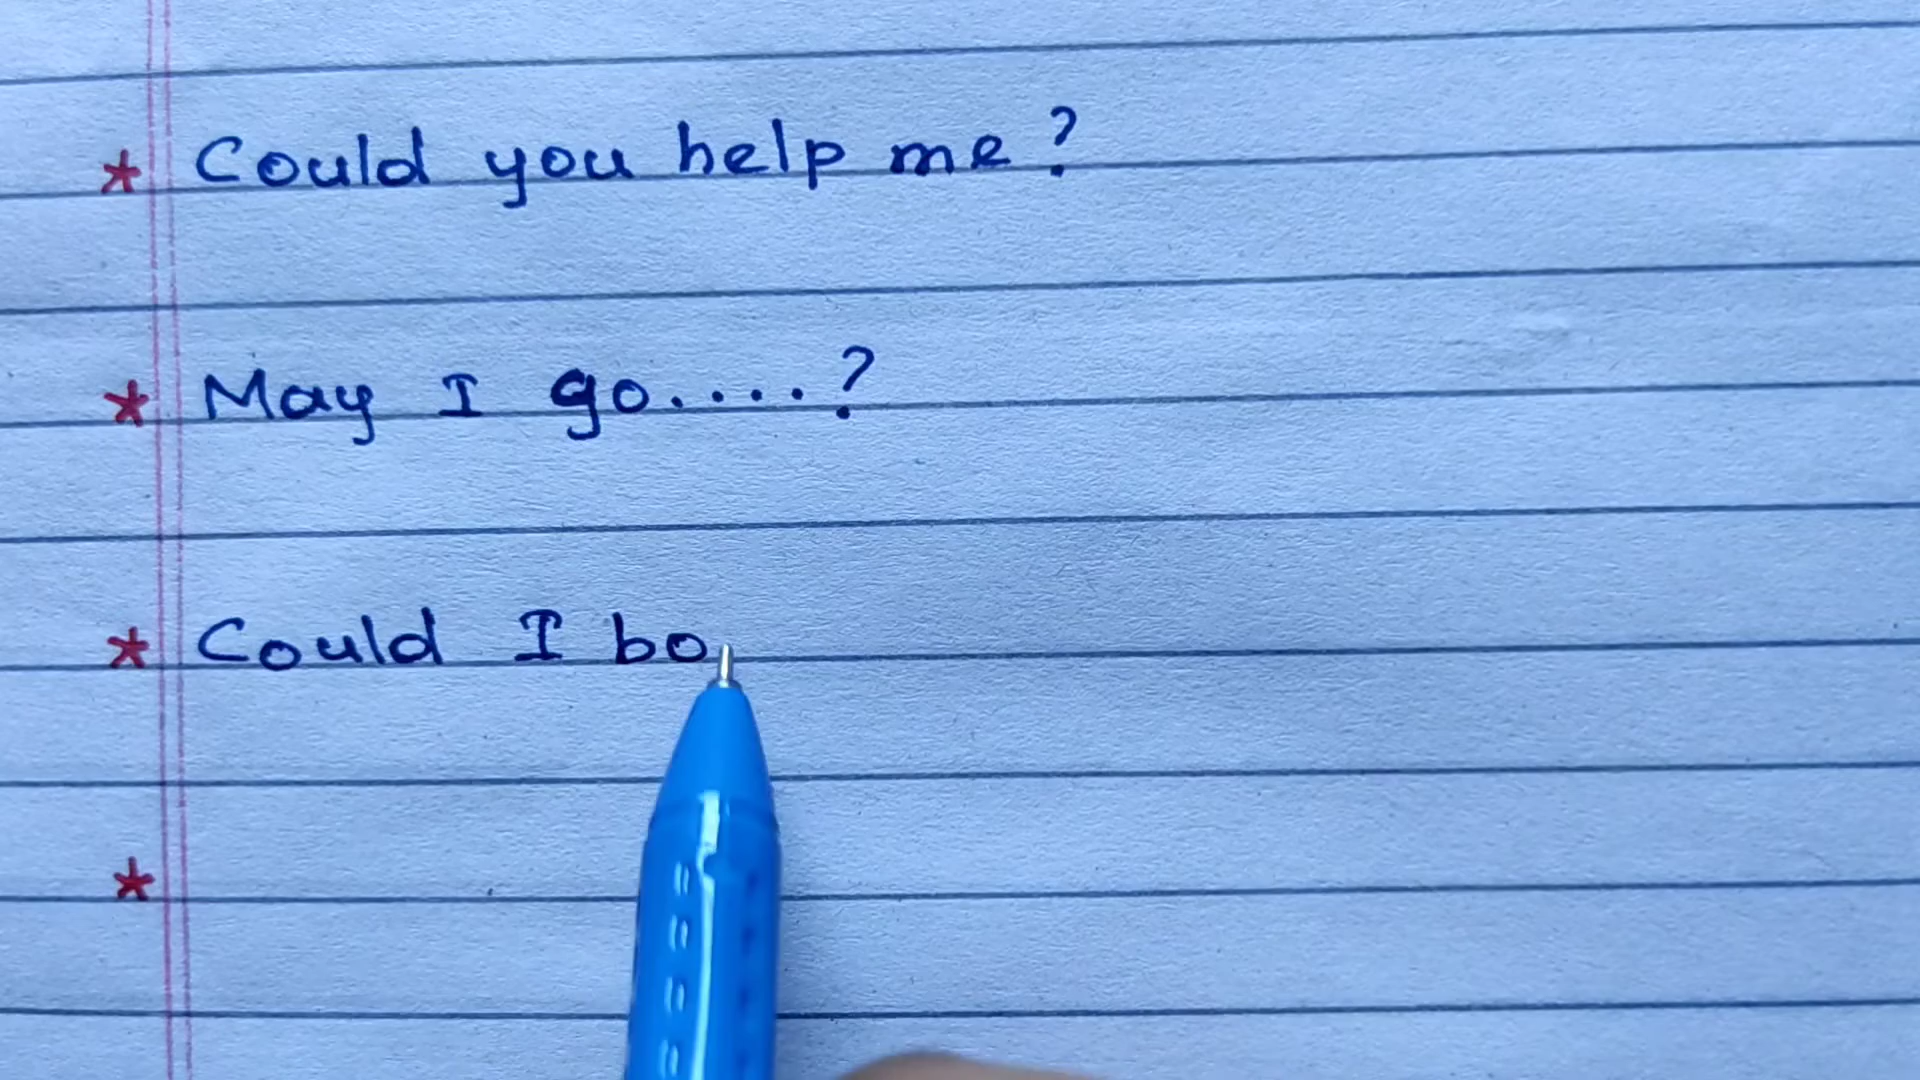 * Could you help me?
* May I go.....?
* Could I bo
*